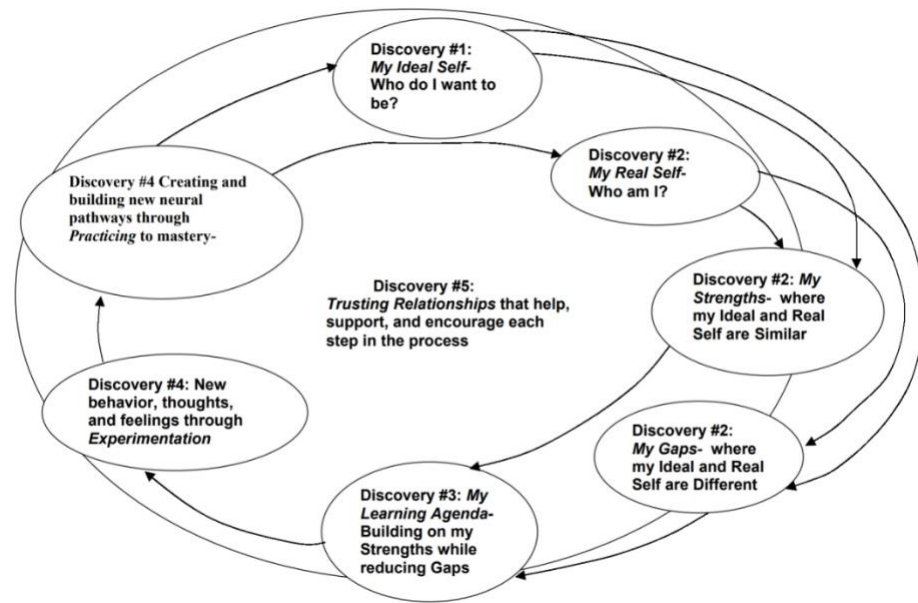 Discovery #1:
My Ideal Self-
Who do I want to
be?
Discovery #2:
My Real Self-
Who am I?
Discovery #4 Creating and
building new neural
pathways through
Practicing to mastery-
Discovery #2: My
Strengths- where
my Ideal and Real
Self are Similar
Discovery #5:
Trusting Relationships that help,
support, and encourage each
step in the process
Discovery #4: New
behavior, thoughts,
and feelings through
Experimentation
Discovery #2:
My Gaps- where
my Ideal and Real
Self are Different
Discovery #3: My
Learning Agenda-
Building on my
Strengths while
reducing Gaps